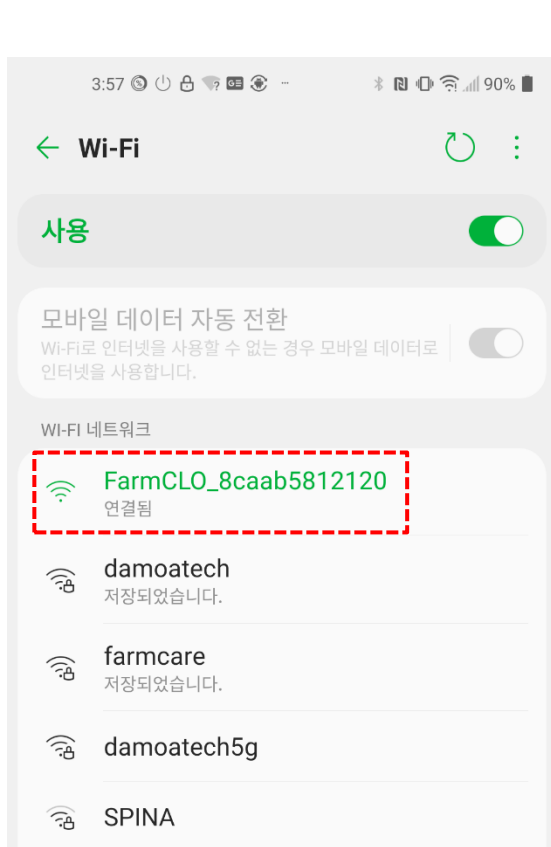 3:57 90%
Wi-Fi
사용
모바일 데이터 자동 전환
Wi-Fi로 인터넷을 사용할 수 없는 경우 모바일 데이터로
인터넷을 사용합니다.
WI-FI 네트워크
FarmCLO_8caab5812120
연결됨
damoatech
저장되었습니다.
farmcare
저장되었습니다.
damoatech5g
SPINA